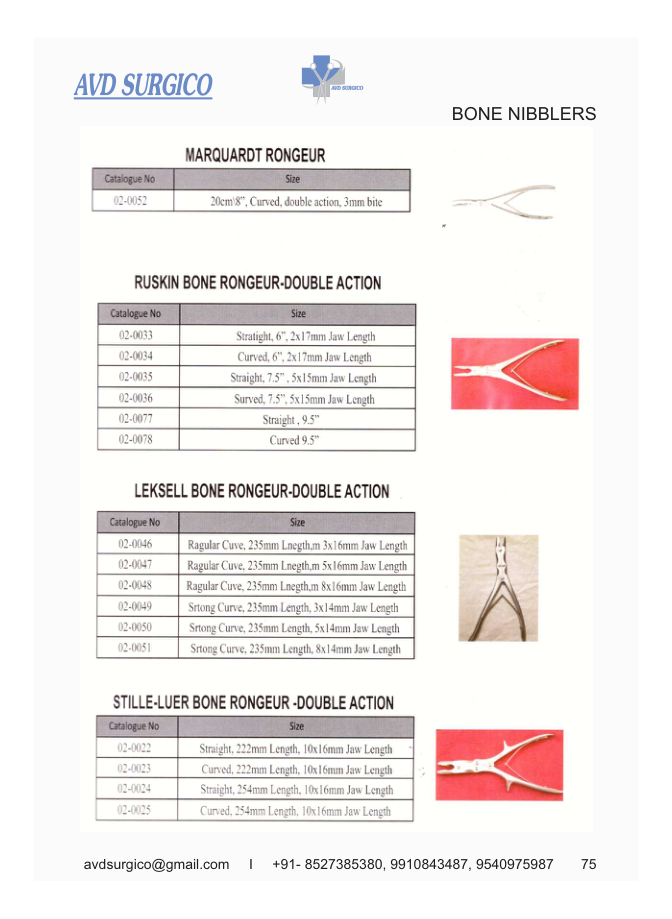 AVD SURGICO
AVD SURGICO
BONE NIBBLERS
MARQUARDT RONGEUR
Catalogue No Size
02-0052 20cm\8", Curved, double action, 3mm bite
RUSKIN BONE RONGEUR-DOUBLE ACTION
Catalogue No Size
02-0033 Stratight, 6", 2x17mm Jaw Length
02-0034 Curved, 6", 2x17mm Jaw Length
02-0035 Straight, 7.5" , 5x15mm Jaw Length
02-0036 Surved, 7.5", 5x15mm Jaw Length
02-0077 Straight , 9.5"
02-0078 Curved 9.5"
LEKSELL BONE RONGEUR-DOUBLE ACTION
Catalogue No Size
02-0046 Ragular Cuve, 235mm Lnegth,m 3x16mm Jaw Length
02-0047 Ragular Cuve, 235mm Lnegth,m 5x16mm Jaw Length
02-0048 Ragular Cuve, 235mm Lnegth,m 8x16mm Jaw Length
02-0049 Srtong Curve, 235mm Length, 3x14mm Jaw Length
02-0050 Srtong Curve, 235mm Length, 5x14mm Jaw Length
02-0051 Srtong Curve, 235mm Length, 8x14mm Jaw Length
STILLE-LUER BONE RONGEUR -DOUBLE ACTION
Catalogue No Size
02-0022 Straight, 222mm Length, 10x16mm Jaw Length
02-0023 Curved, 222mm Length, 10x16mm Jaw Length
02-0024 Straight, 254mm Length, 10x16mm Jaw Length
02-0025 Curved, 254mm Length, 10x16mm Jaw Length
avdsurgico@gmail.com I +91- 8527385380, 9910843487, 9540975987 75